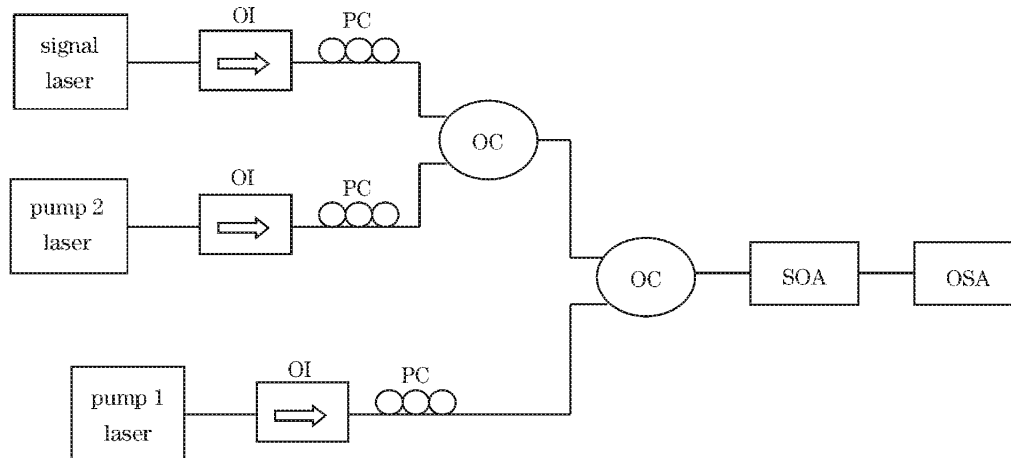 OI
PC
signal
laser
OC
OI
PC
pump 2
laser
OC
SOA
OSA
OI
PC
pump 1
laser